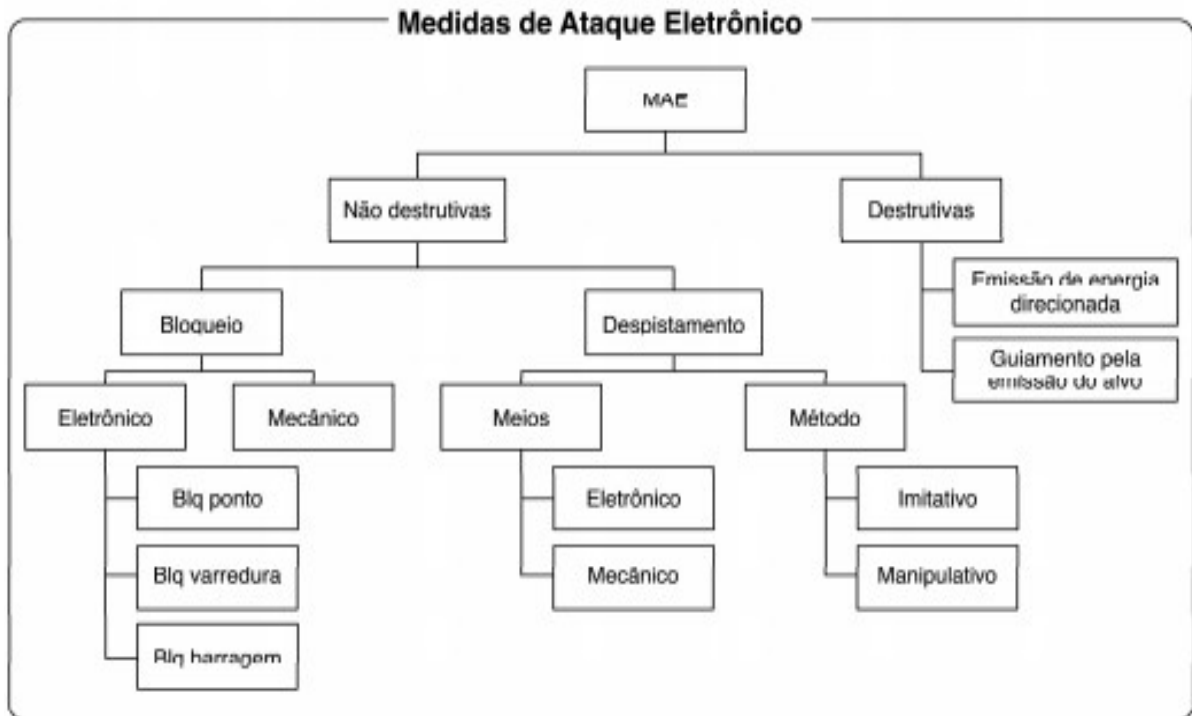 Medidas de Ataque Eletrônico
MAE
Não destrutivas
Destrutivas
Emissão de energia
direcionada
Bloqueio
Despistamento
Guiamento pela
emissão do alvo
Eletrônico
Mecânico
Meios
Método
Blq ponto
Eletrônico
Imitativo
Blq varredura
Mecânico
Manipulativo
Blq barragem